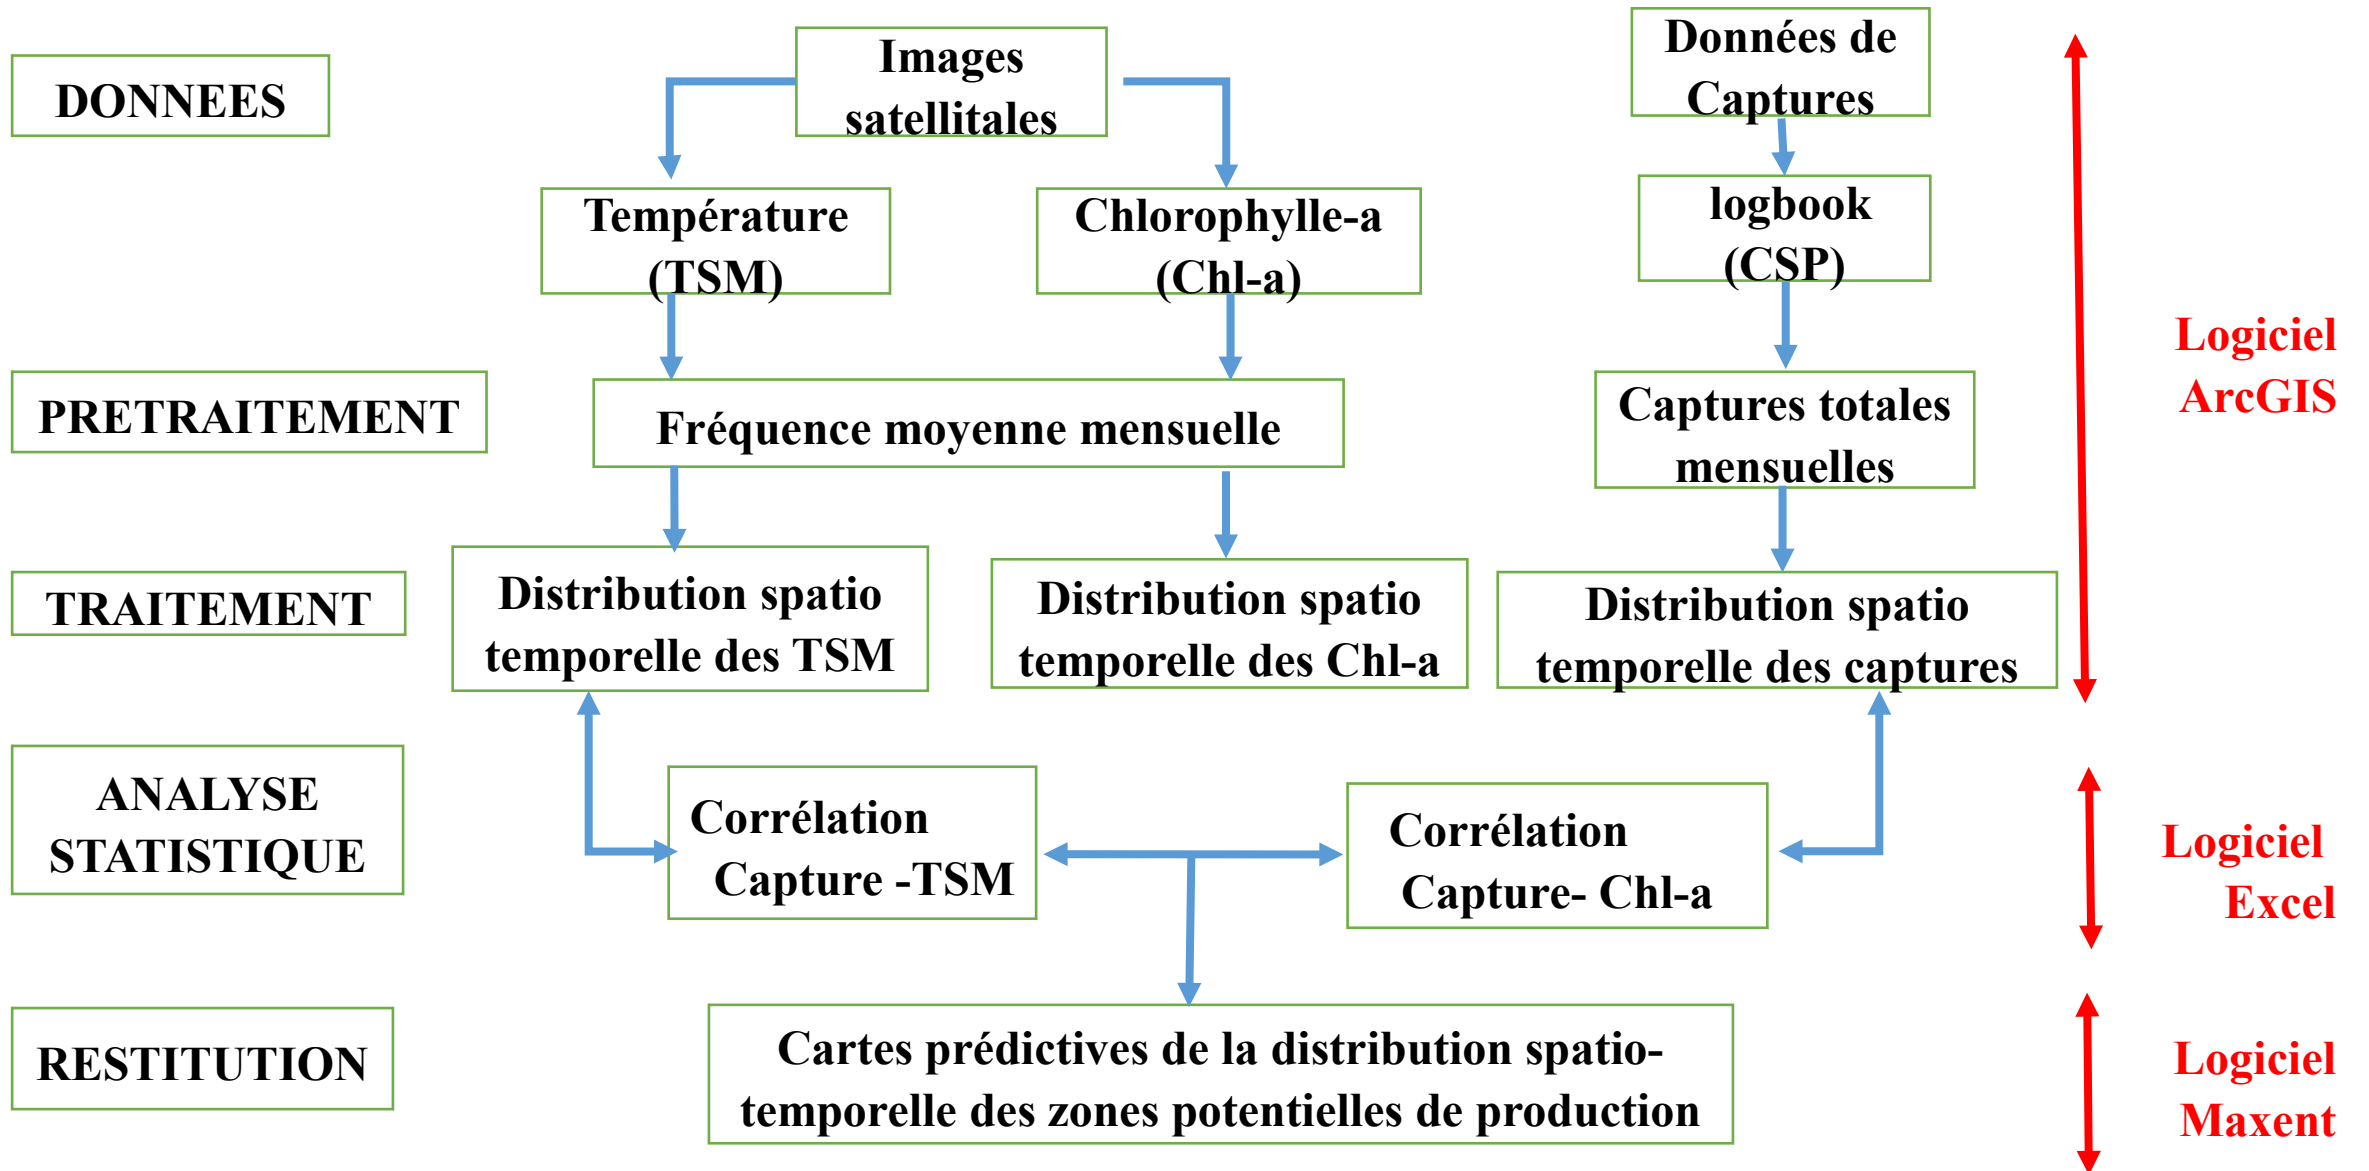 DONNEES
Images
satellitales
Données de
Captures
Température
(TSM)
Chlorophylle-a
(Chl-a)
logbook
(CSP)
Logiciel
ArcGIS
PRETRAITEMENT
Fréquence moyenne mensuelle
Captures totales
mensuelles
TRAITEMENT
Distribution spatio
temporelle des TSM
Distribution spatio
temporelle des Chl-a
Distribution spatio
temporelle des captures
ANALYSE
STATISTIQUE
Corrélation
Capture -TSM
Corrélation
Capture- Chl-a
Logiciel
Excel
RESTITUTION
Cartes prédictives de la distribution spatio-
temporelle des zones potentielles de production
Logiciel
Maxent